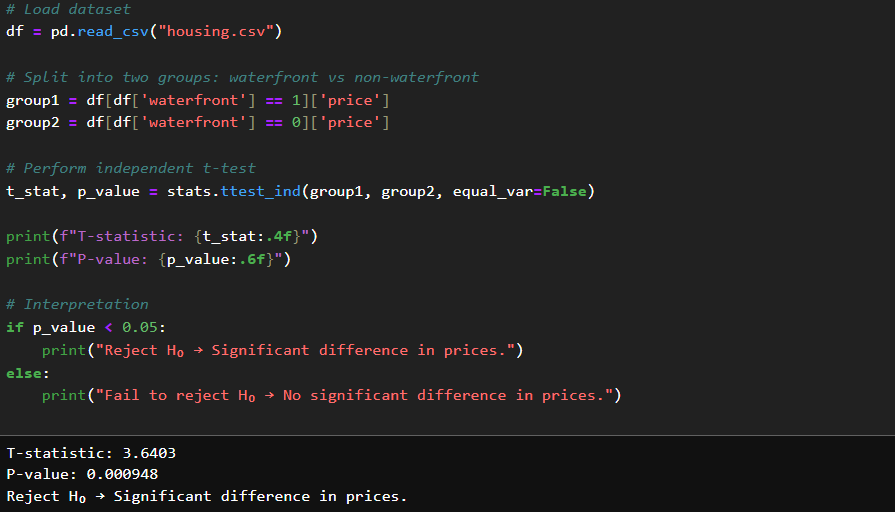 # Load dataset
df = pd.read_csv("housing.csv")
# Split into two groups: waterfront vs non-waterfront
group1 = df[df['waterfront'] == 1]['price']
group2 = df[df['waterfront'] == 0]['price']
# Perform independent t-test
t_stat, p_value = stats.ttest_ind(group1, group2, equal_var=False)
print(f"T-statistic: {t_stat:.4f}")
print(f"P-value: {p_value:.6f}")
# Interpretation
if p_value < 0.05:
    print("Reject H₀ → Significant difference in prices.")
else:
    print("Fail to reject H₀ → No significant difference in prices.")
T-statistic: 3.6403
P-value: 0.000948
Reject H₀ → Significant difference in prices.